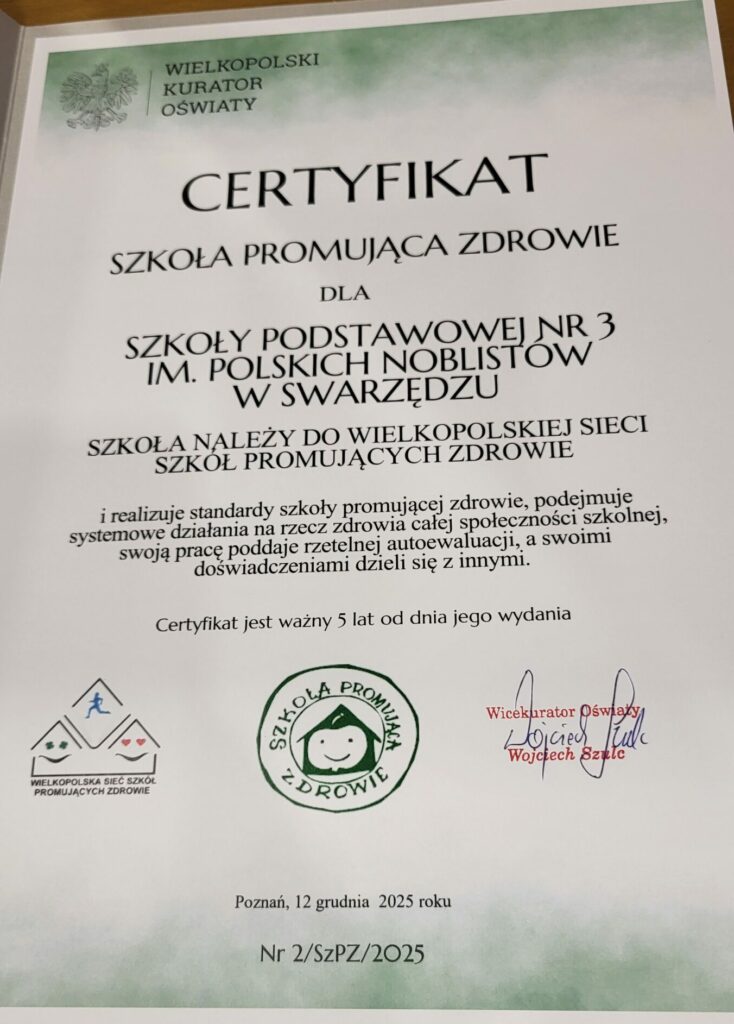 WIELKOPOLSKI
KURATOR
OŚWIATY
CERTYFIKAT
SZKOŁA PROMUJĄCA ZDROWIE
DLA
SZKOŁY PODSTAWOWEJ NR 3
IM. POLSKICH NOBLISTÓW
W SWARZĘDZU
SZKOŁA NALEŻY DO WIELKOPOLSKIEJ SIECI
SZKÓŁ PROMUJĄCYCH ZDROWIE
i realizuje standardy szkoły promującej zdrowie, podejmuje
systemowe działania na rzecz zdrowia całej społeczności szkolnej,
swoją pracę poddaje rzetelnej autoewaluacji, a swoimi
doświadczeniami dzieli się z innymi.
Certyfikat jest ważny 5 lat od dnia jego wydania
WIELKOPOLSKA SIEĆ SZKÓŁ
PROMUJĄCYCH ZDROWIE
SZKOŁA PROMUJĄCA
ZDROWIE
Wicekurator Oświaty
Wojciech Szulc
Wojciech Szulc
Poznań, 12 grudnia 2025 roku
Nr 2/SzPZ/2025